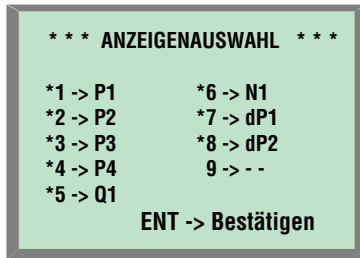 * * * ANZEIGENAUSWAHL * * *
*1 -> P1 *6 -> N1
*2 -> P2 *7 -> dP1
*3 -> P3 *8 -> dP2
*4 -> P4 9 -> - -
*5 -> Q1
ENT -> Bestätigen